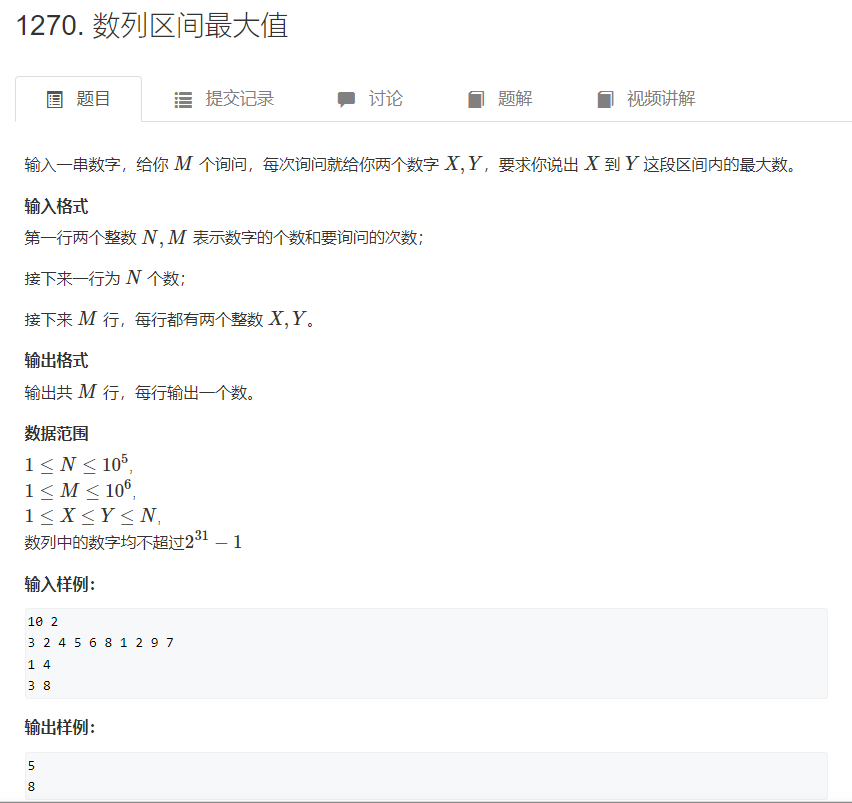 1270. 数列区间最大值
题目 提交记录 讨论 题解 视频讲解
输入一串数字，给你 M 个询问，每次询问就给你两个数字 X,Y，要求你说出 X 到 Y 这段区间内的最大数。
输入格式
第一行两个整数 N,M 表示数字的个数和要询问的次数；
接下来一行为 N 个数；
接下来 M 行，每行都有两个整数 X,Y。
输出格式
输出共 M 行，每行输出一个数。
数据范围
1 ≤ N ≤ 10^5,
1 ≤ M ≤ 10^6,
1 ≤ X ≤ Y ≤ N,
数列中的数字均不超过2^31 − 1
输入样例：
10 2
3 2 4 5 6 8 1 2 9 7
1 4
3 8
输出样例：
5
8